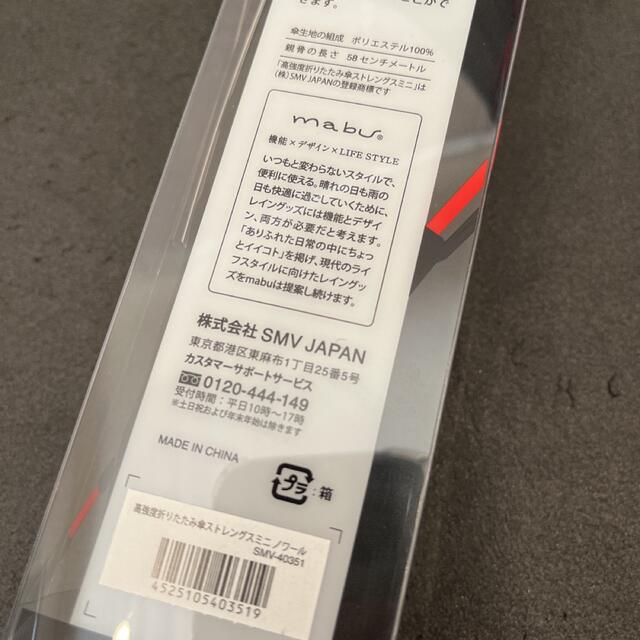 きます。
傘生地の組成 ポリエステル100%
親骨の長さ 58センチメートル
「高強度折りたたみ傘ストレングスミニ」は
(株)SMV JAPANの登録商標です
mabu®
機能×デザイン×LIFE STYLE
いつもと変わらないスタイルで、
便利に使える。晴れの日も雨の
日も快適に過ごしていくために、
レイングッズには機能とデザイ
ン、両方が必要だと考えます。
「ありふれた日常の中にちょっ
とイイコト」を掲げ、現代のライ
フスタイルに向けたレイングッ
ズをmabuは提案し続けます。
株式会社 SMV JAPAN
東京都港区東麻布1丁目25番5号
カスタマーサポートサービス
0120-444-149
受付時間：平日10時〜17時
※土日祝および年末年始は除きます
MADE IN CHINA
プラ：箱
高強度折りたたみ傘ストレングスミニ ノワール
SMV-40351
4525105403519